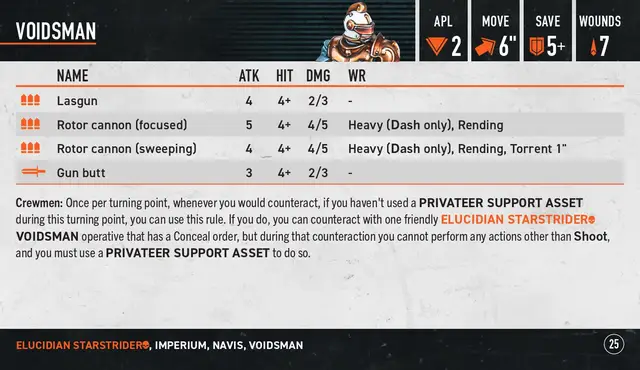 VOIDSMAN
APL 2
MOVE 6"
SAVE 5+
WOUNDS 7
NAME ATK HIT DMG WR
Lasgun 4 4+ 2/3 -
Rotor cannon (focused) 5 4+ 4/5 Heavy (Dash only), Rending
Rotor cannon (sweeping) 4 4+ 4/5 Heavy (Dash only), Rending, Torrent 1"
Gun butt 3 4+ 2/3 -
Crewmen: Once per turning point, whenever you would counteract, if you haven't used a PRIVATEER SUPPORT ASSET
during this turning point, you can use this rule. If you do, you can counteract with one friendly ELUCIDIAN STARSTRIDER
VOIDSMAN operative that has a Conceal order, but during that counteraction you cannot perform any actions other than Shoot,
and you must use a PRIVATEER SUPPORT ASSET to do so.
ELUCIDIAN STARSTRIDER, IMPERIUM, NAVIS, VOIDSMAN
25